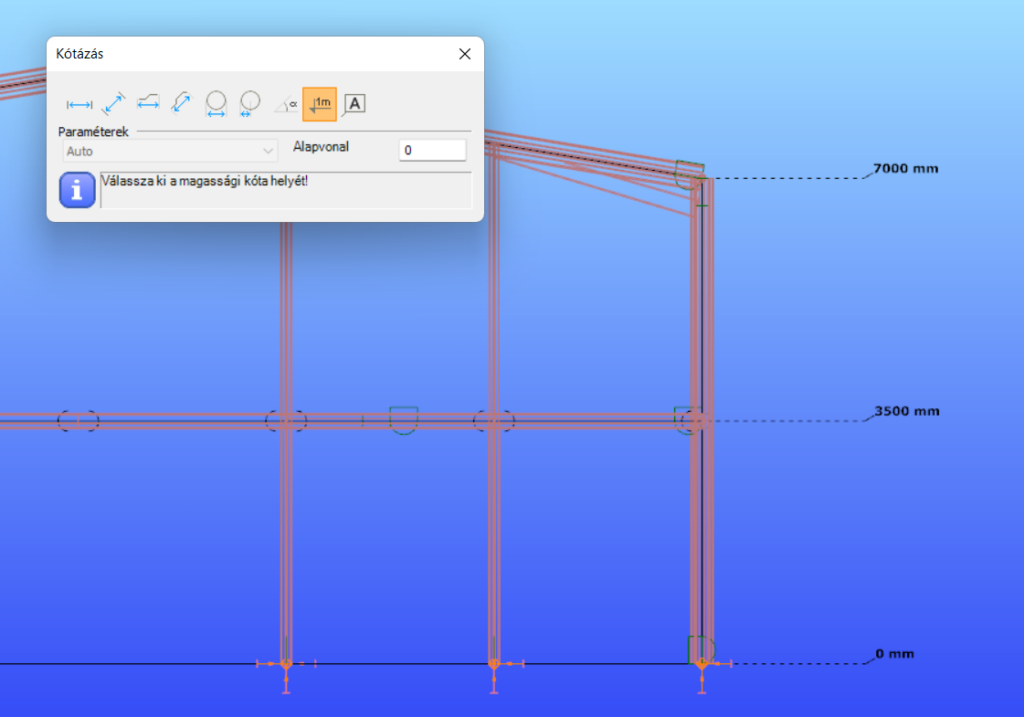 Kótázás
α
1m
A
Paraméterek
Auto
Alapvonal
0
Válassza ki a magassági kóta helyét!
7000 mm
3500 mm
0 mm